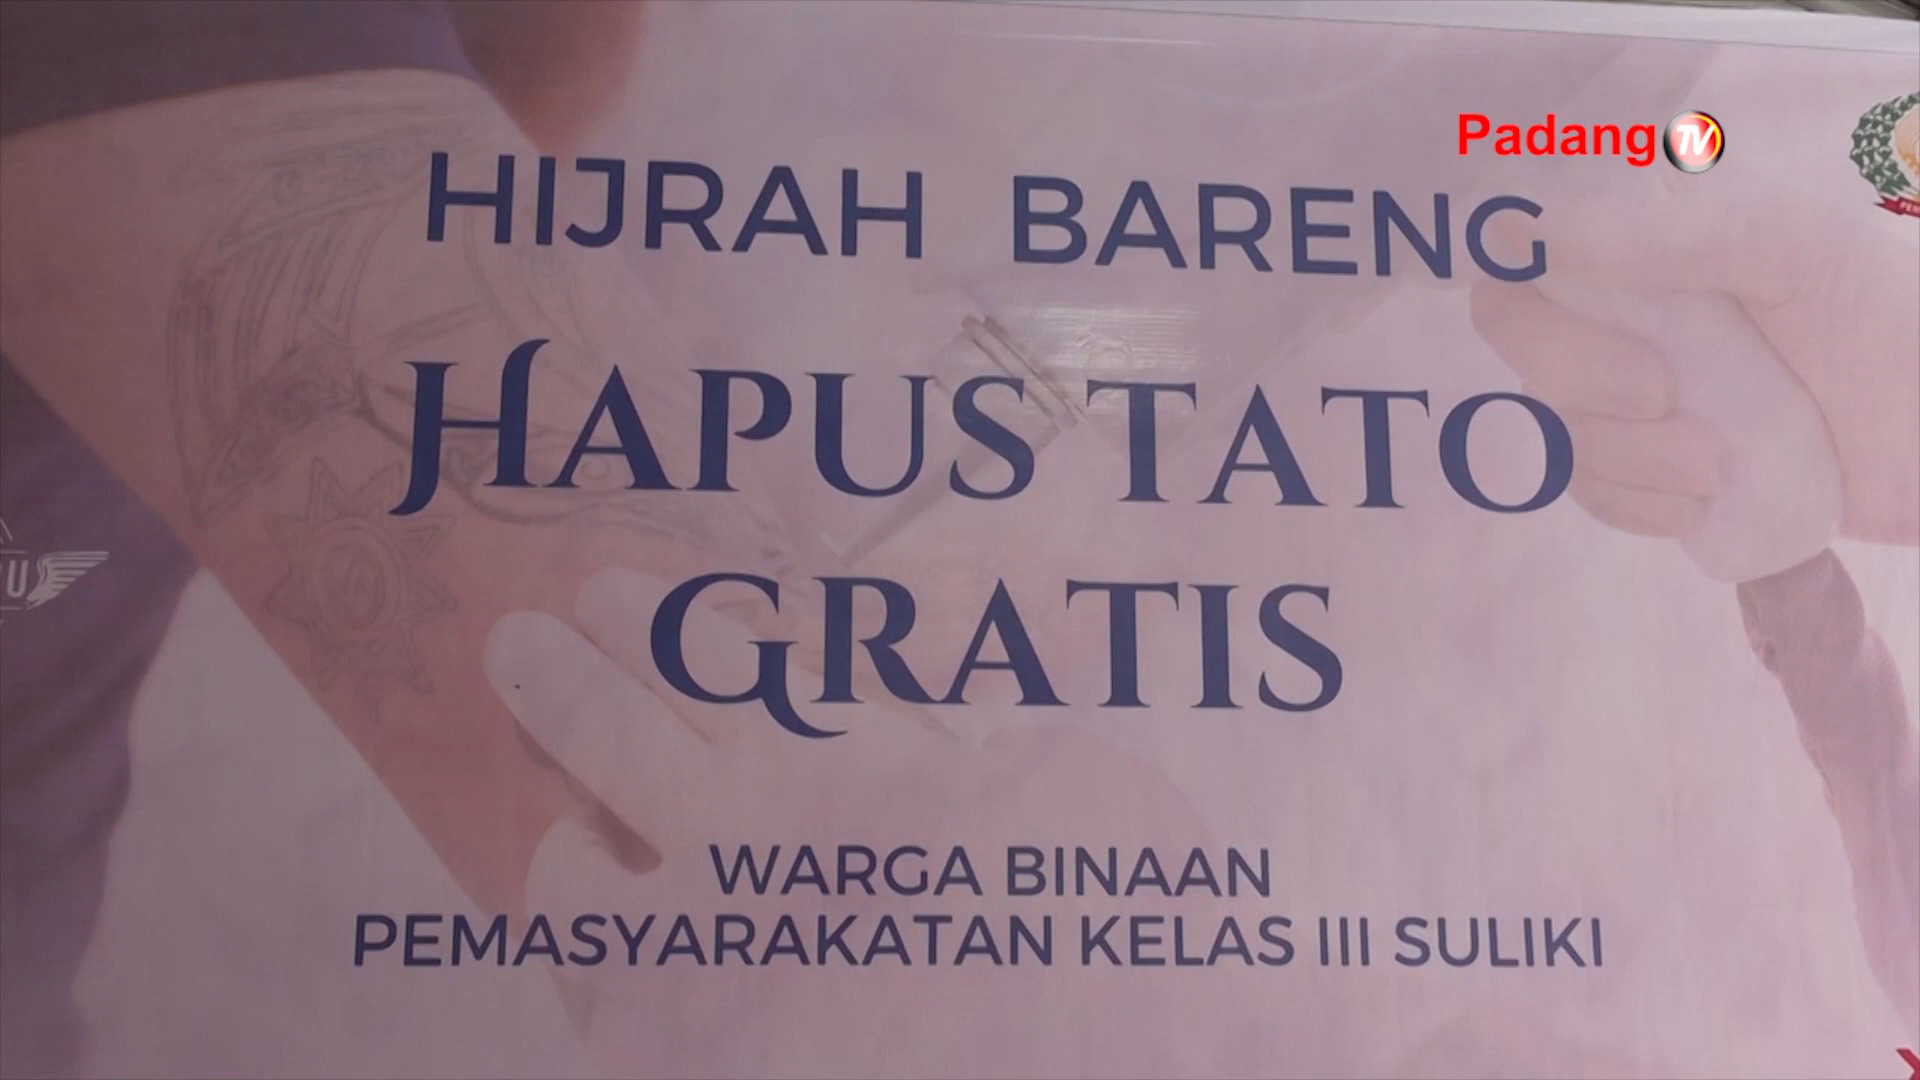 Padang TV
HIJRAH BARENG
HAPUS TATO
GRATIS
WARGA BINAAN
PEMASYARAKATAN KELAS III SULIKI